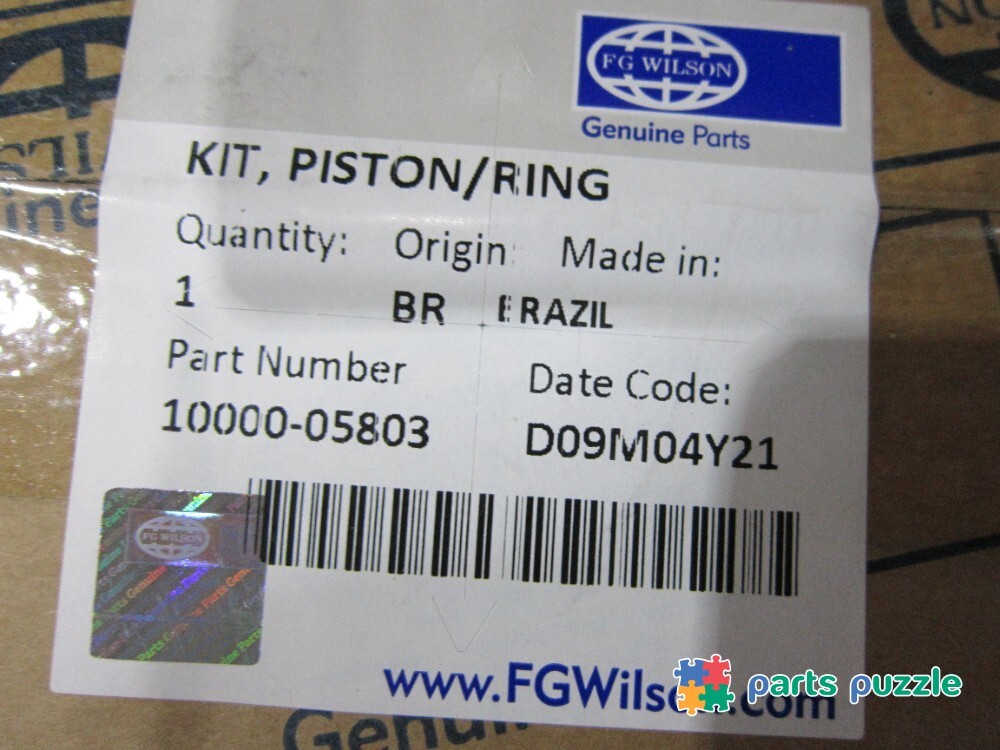 FG WILSON
Genuine Parts
KIT, PISTON/RING
Quantity: Origin: Made in:
1 BR BRAZIL
Part Number Date Code:
10000-05803 D09M04Y21
FG WILSON
www.FGWilson.com
parts puzzle